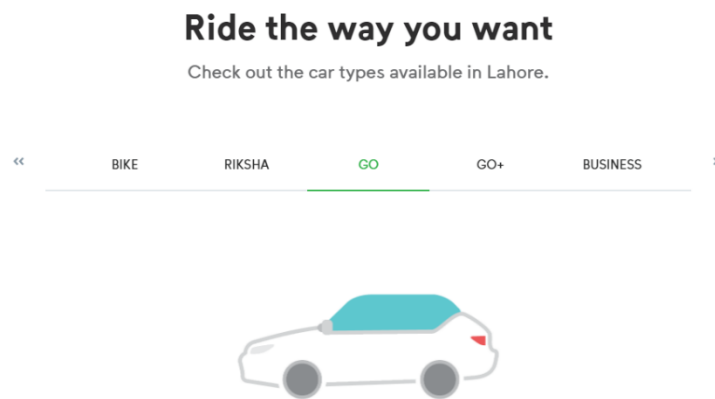 Ride the way you want
Check out the car types available in Lahore.
« BIKE RIKSHA GO GO+ BUSINESS